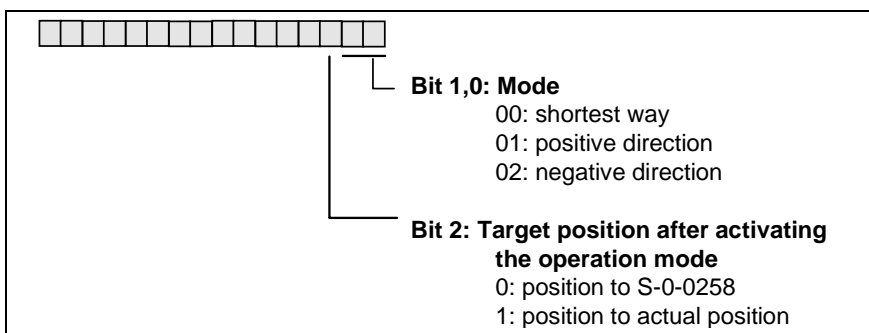 Bit 1,0: Mode
00: shortest way
01: positive direction
02: negative direction
Bit 2: Target position after activating
the operation mode
0: position to S-0-0258
1: position to actual position